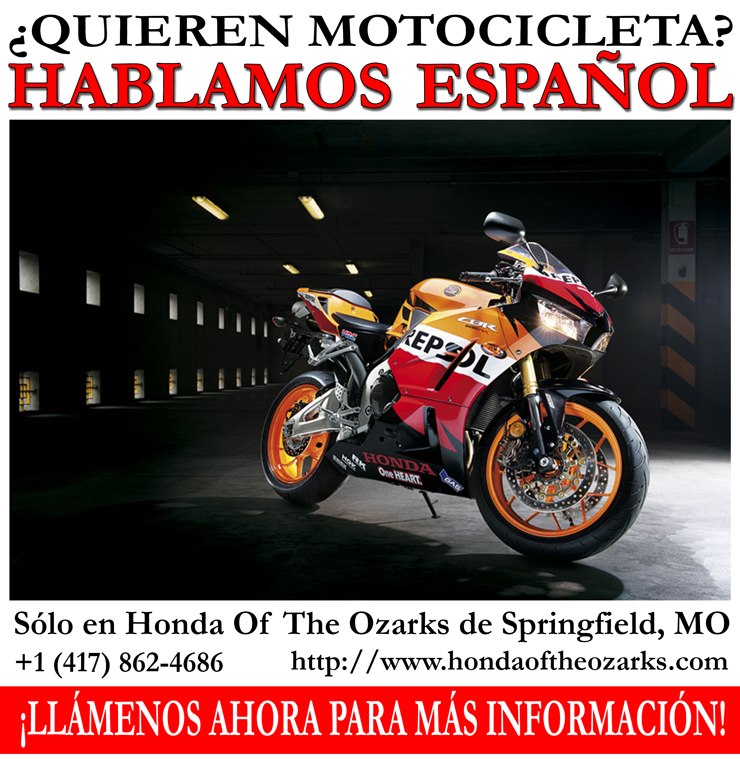 ¿QUIEREN MOTOCICLETA?
HABLAMOS ESPAÑOL
CBR
REPSOL
HONDA
One HEART.
GAS
Sólo en Honda Of The Ozarks de Springfield, MO
+1 (417) 862-4686 http://www.hondaoftheozarks.com
¡LLÁMENOS AHORA PARA MÁS INFORMACIÓN!